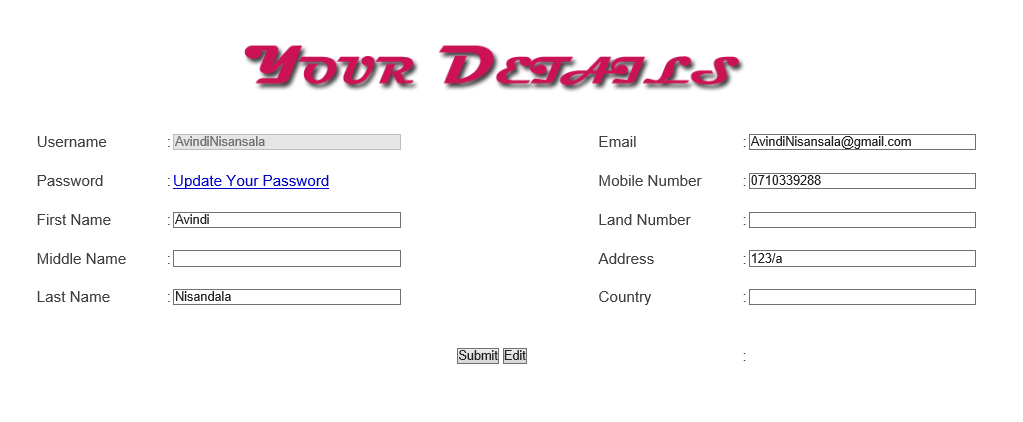 Your Details
Username : AvindiNisansala
Email : AvindiNisansala@gmail.com
Password : Update Your Password
Mobile Number : 0710339288
First Name : Avindi
Land Number :
Middle Name :
Address : 123/a
Last Name : Nisandala
Country :
Submit Edit :